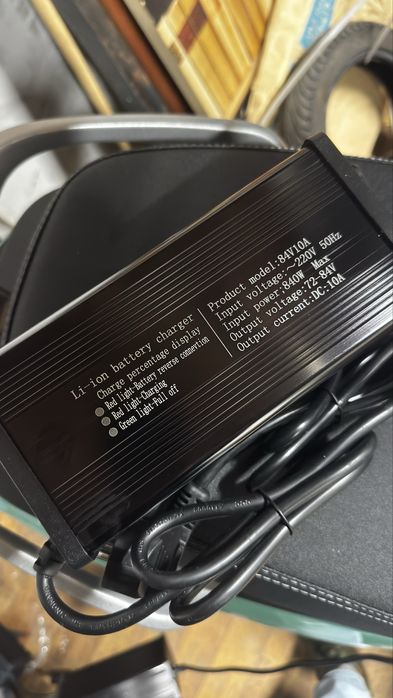 Li-ion battery charger
Charge percentage display
Red light-Battery reverse connevtion
Red light-Charging
Green light-Full off
Product model:84V10A
Input voltage:~220V 50Hz
Input power:840W Max
Output voltage:72-84V
Output current:DC:10A